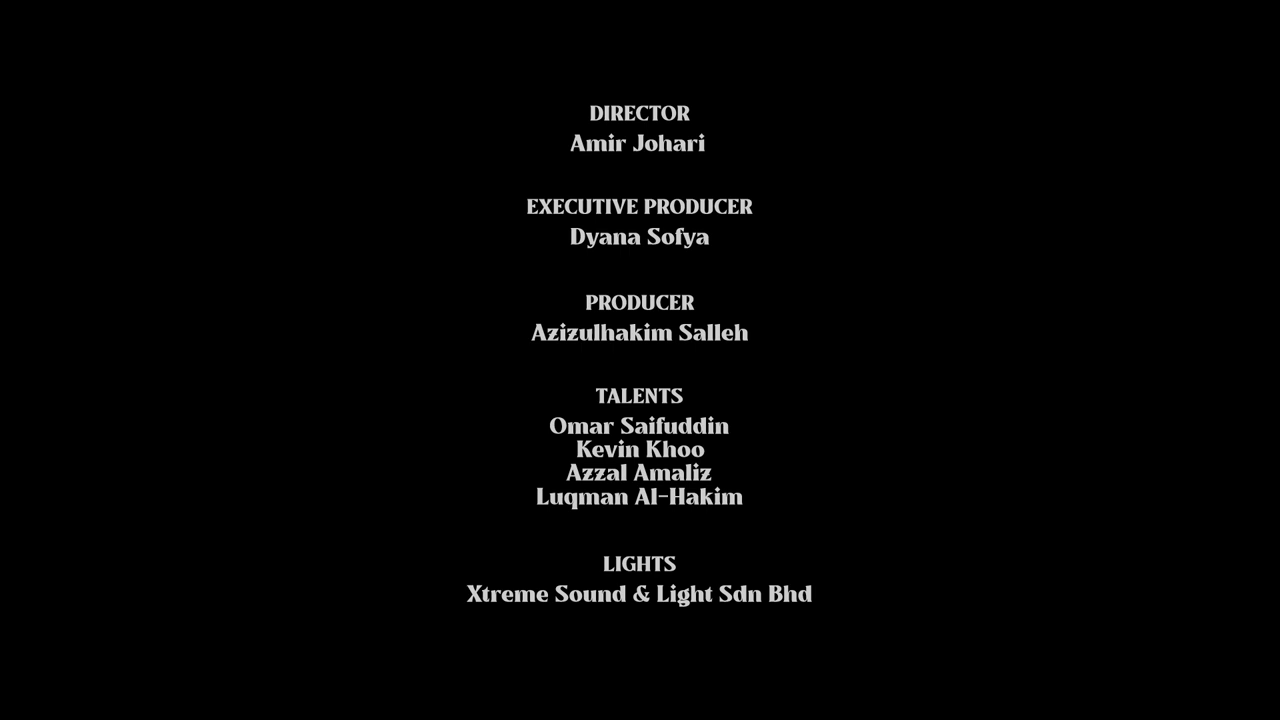 DIRECTOR
Amir Johari
EXECUTIVE PRODUCER
Dyana Sofya
PRODUCER
Azizulhakim Salleh
TALENTS
Omar Saifuddin
Kevin Khoo
Azzal Amaliz
Luqman Al-Hakim
LIGHTS
Xtreme Sound & Light Sdn Bhd